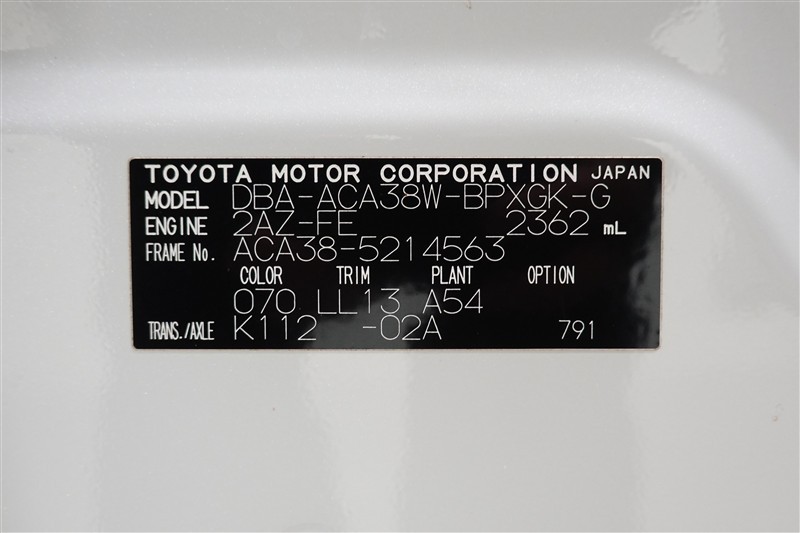 TOYOTA MOTOR CORPORATION JAPAN
MODEL DBA-ACA38W-BPXGK-G
ENGINE 2AZ-FE 2362 mL
FRAME No. ACA38-5214563
COLOR TRIM PLANT OPTION
070 LL13 A54
TRANS./AXLE K112 -02A 791